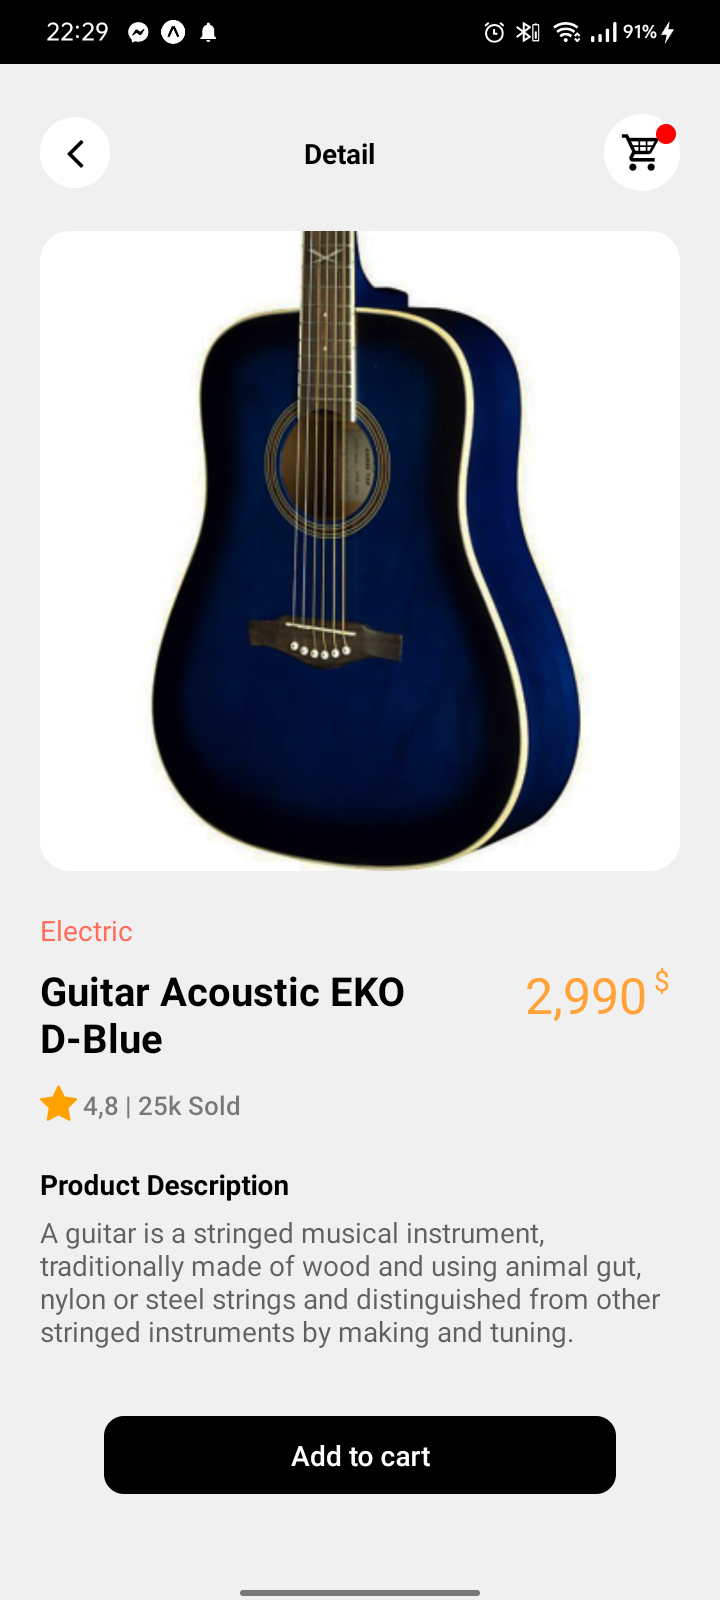 22:29 91%
Detail
Electric
Guitar Acoustic EKO
D-Blue
2,990 $
4,8 | 25k Sold
Product Description
A guitar is a stringed musical instrument,
traditionally made of wood and using animal gut,
nylon or steel strings and distinguished from other
stringed instruments by making and tuning.
Add to cart